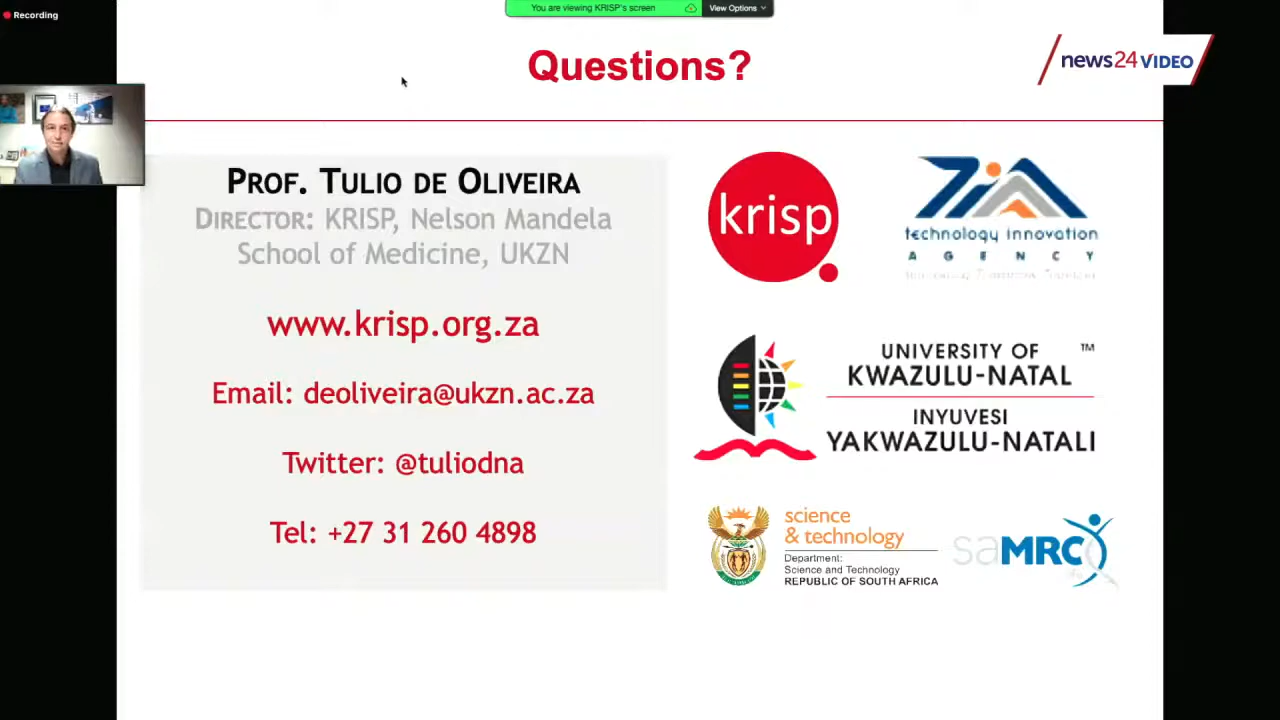 Recording
You are viewing KRISP's screen
View Options
Questions?
news24 VIDEO
PROF. TULIO DE OLIVEIRA
DIRECTOR: KRISP, Nelson Mandela
School of Medicine, UKZN
www.krisp.org.za
Email: deoliveira@ukzn.ac.za
Twitter: @tuliodna
Tel: +27 31 260 4898
krisp
TIA
technology innovation
AGENCY
UNIVERSITY OF
KWAZULU-NATAL
TM
INYUVESI
YAKWAZULU-NATALI
science
& technology
Department:
Science and Technology
REPUBLIC OF SOUTH AFRICA
saMRC